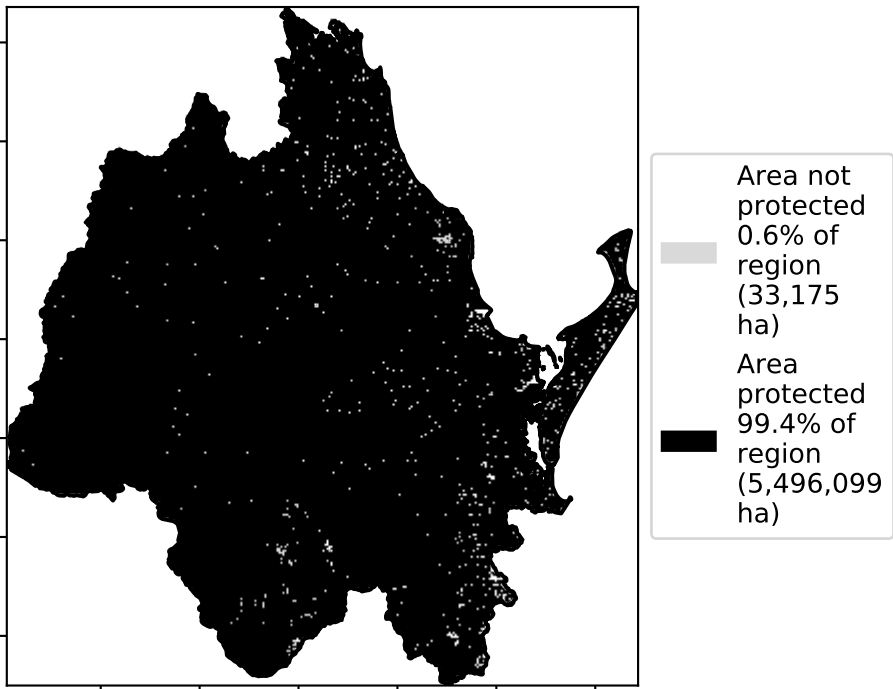 Area not
protected
0.6% of
region
(33,175
ha)
Area
protected
99.4% of
region
(5,496,099
ha)